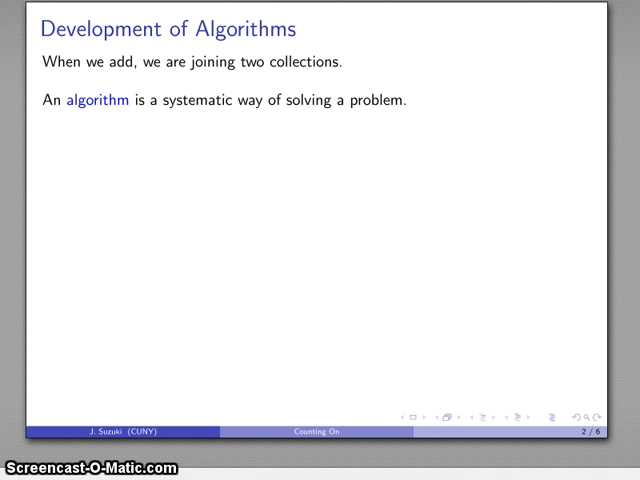 Development of Algorithms
When we add, we are joining two collections.
An algorithm is a systematic way of solving a problem.
J. Suzuki (CUNY)
Counting On
2 / 6
Screencast-O-Matic.com